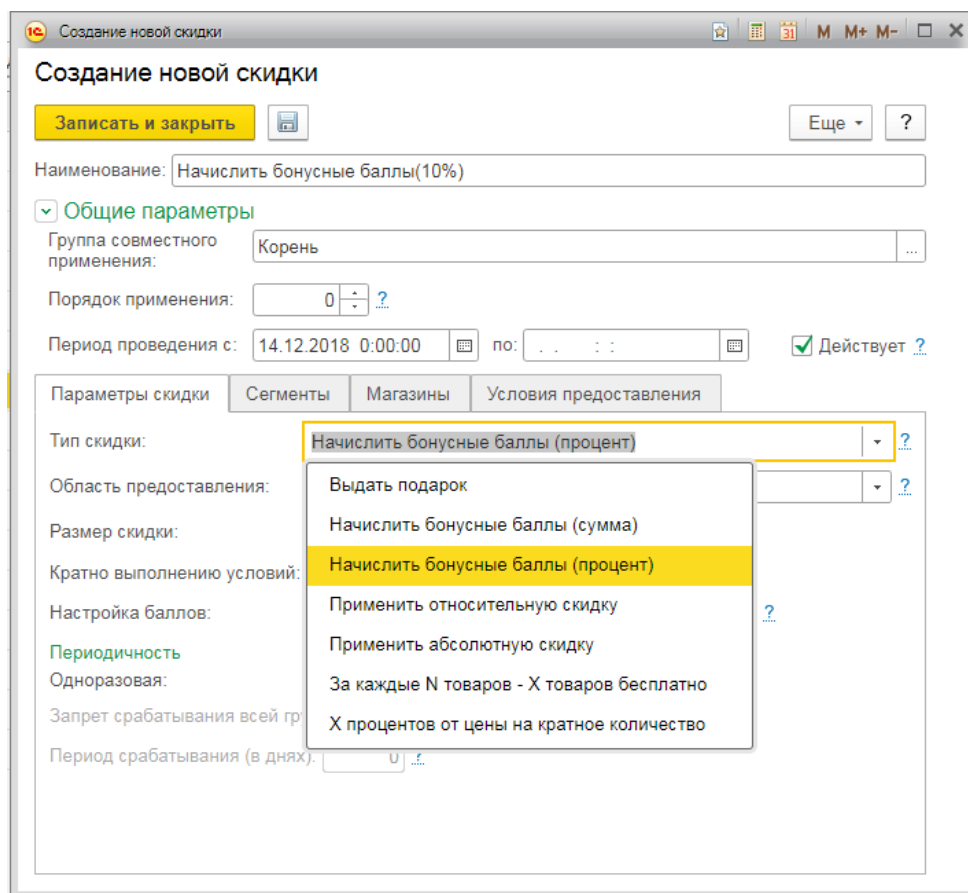 1С Создание новой скидки 31 M M+ M-
Создание новой скидки
Записать и закрыть Еще ?
Наименование: Начислить бонусные баллы(10%)
Общие параметры
Группа совместного
применения: Корень ...
Порядок применения: 0 ?
Период проведения с: 14.12.2018 0:00:00 по: . . : : Действует ?
Параметры скидки Сегменты Магазины Условия предоставления
Тип скидки: Начислить бонусные баллы (процент) ?
Область предоставления: Выдать подарок ?
Размер скидки: Начислить бонусные баллы (сумма)
Кратно выполнению условий: Начислить бонусные баллы (процент)
Настройка баллов: Применить относительную скидку ?
Периодичность Применить абсолютную скидку
Одноразовая: За каждые N товаров - X товаров бесплатно
Запрет срабатывания всей X процентов от цены на кратное количество
Период срабатывания (в днях): 0 ?